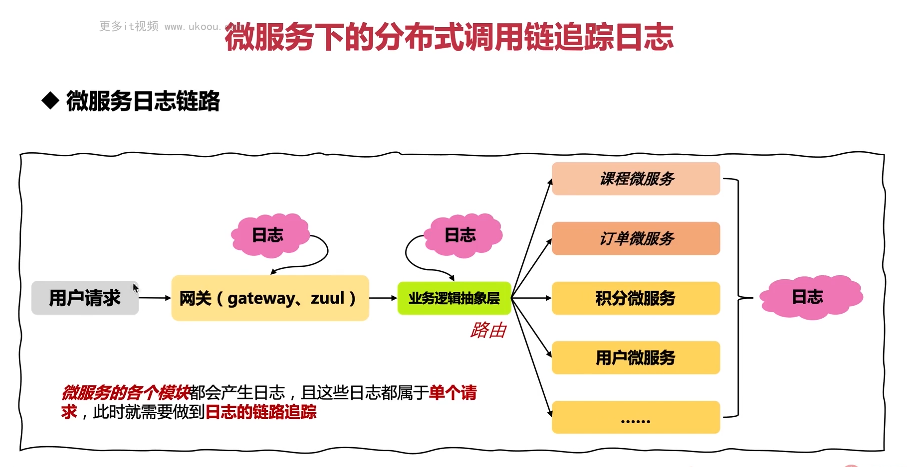 更多it视频 www.ukoou.
微服务下的分布式调用链追踪日志
◆ 微服务日志链路
课程微服务
日志
日志
订单微服务
用户请求
网关（gateway、zuul）
业务逻辑抽象层
积分微服务
日志
路由
用户微服务
微服务的各个模块都会产生日志，且这些日志都属于单个请
求，此时就需要做到日志的链路追踪
......